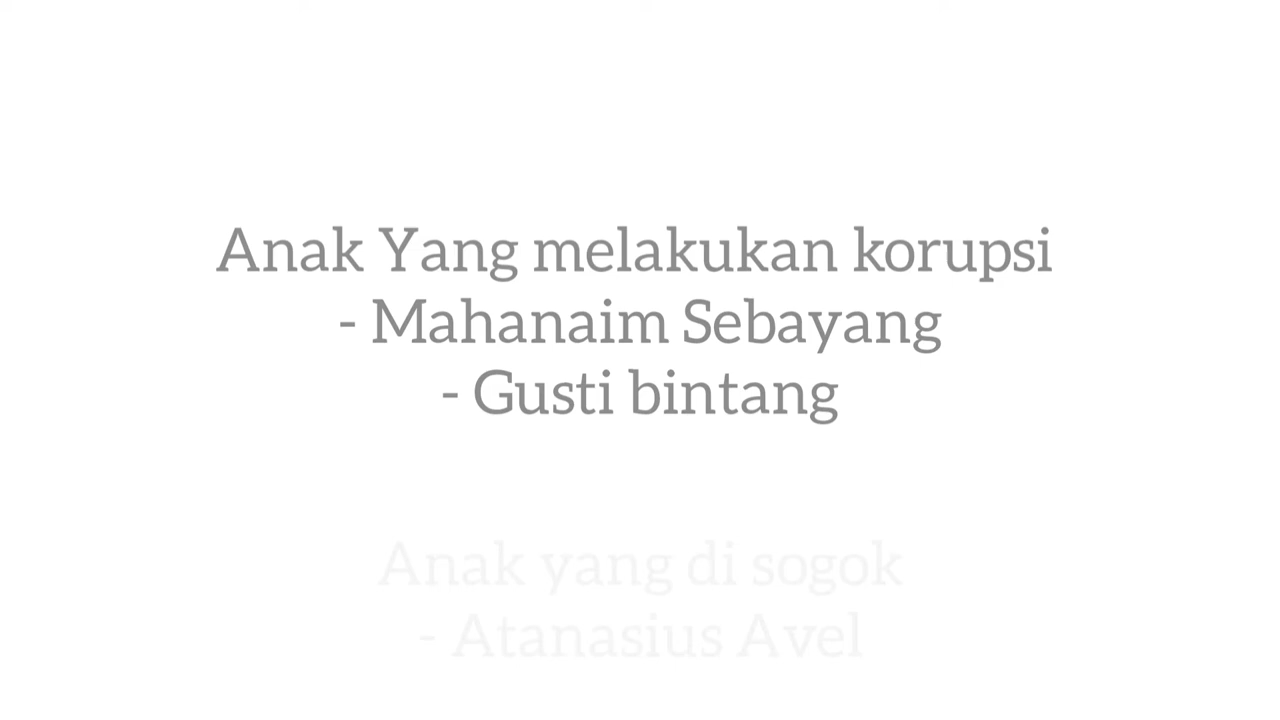 Anak Yang melakukan korupsi
- Mahanaim Sebayang
- Gusti bintang
Anak yang di sogok
- Atanasius Avel